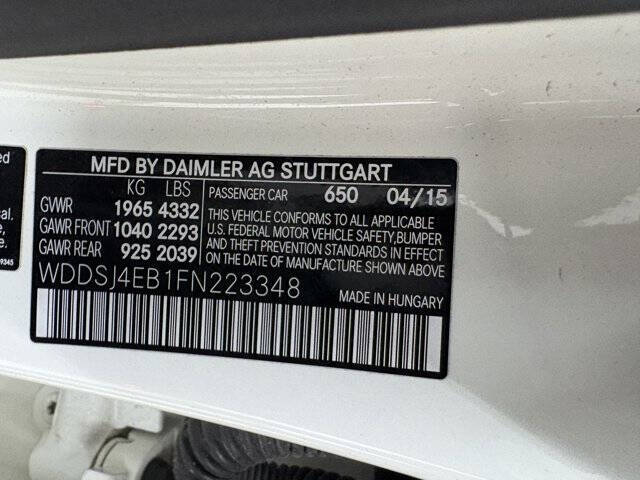 MFD BY DAIMLER AG STUTTGART
KG LBS
GVWR 1965 4332
GAWR FRONT 1040 2293
GAWR REAR 925 2039
PASSENGER CAR 650 04/15
THIS VEHICLE CONFORMS TO ALL APPLICABLE
U.S. FEDERAL MOTOR VEHICLE SAFETY, BUMPER
AND THEFT PREVENTION STANDARDS IN EFFECT
ON THE DATE OF MANUFACTURE SHOWN ABOVE.
WDDSJ4EB1FN223348
MADE IN HUNGARY